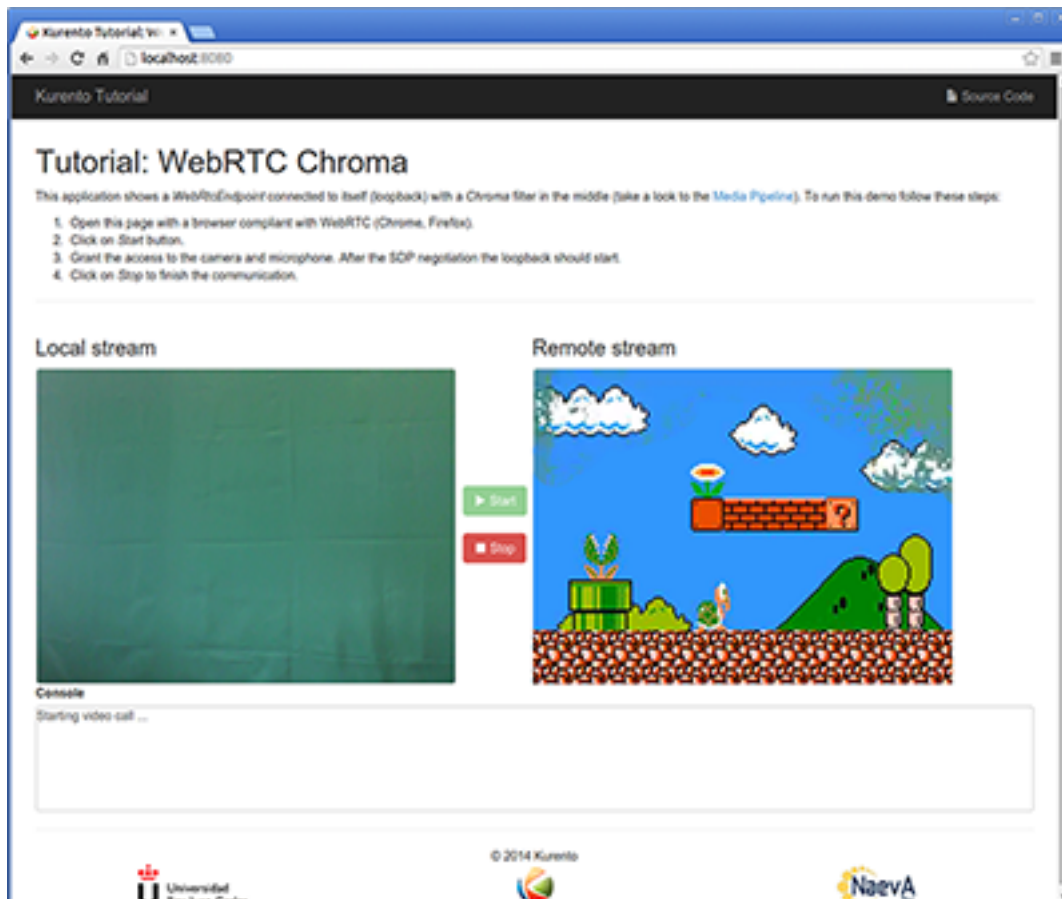 Kurento Tutorial: We
localhost:8080
Kurento Tutorial
Source Code
Tutorial: WebRTC Chroma
This application shows a WebRtcEndpoint connected to itself (loopback) with a Chroma filter in the middle (take a look to the Media Pipeline). To run this demo follow these steps:
1. Open this page with a browser compliant with WebRTC (Chrome, Firefox).
2. Click on Start button.
3. Grant the access to the camera and microphone. After the SDP negotiation the loopback should start.
4. Click on Stop to finish the communication.
Local stream
Remote stream
?
Start
Stop
Console
Starting video call ...
© 2014 Kurento
Universidad
NaevA